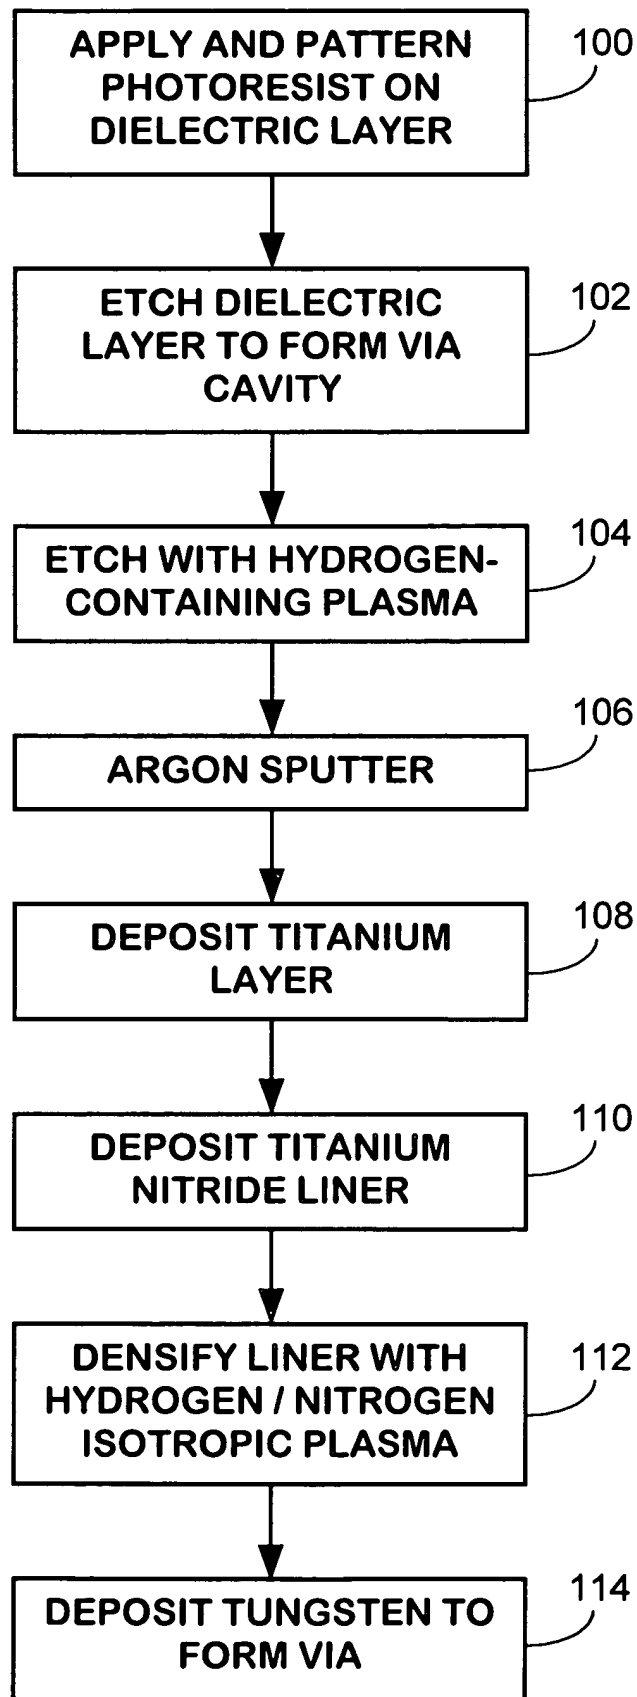 APPLY AND PATTERN
PHOTORESIST ON
DIELECTRIC LAYER
100
ETCH DIELECTRIC
LAYER TO FORM VIA
CAVITY
102
ETCH WITH HYDROGEN-
CONTAINING PLASMA
104
ARGON SPUTTER
106
DEPOSIT TITANIUM
LAYER
108
DEPOSIT TITANIUM
NITRIDE LINER
110
DENSIFY LINER WITH
HYDROGEN / NITROGEN
ISOTROPIC PLASMA
112
DEPOSIT TUNGSTEN TO
FORM VIA
114